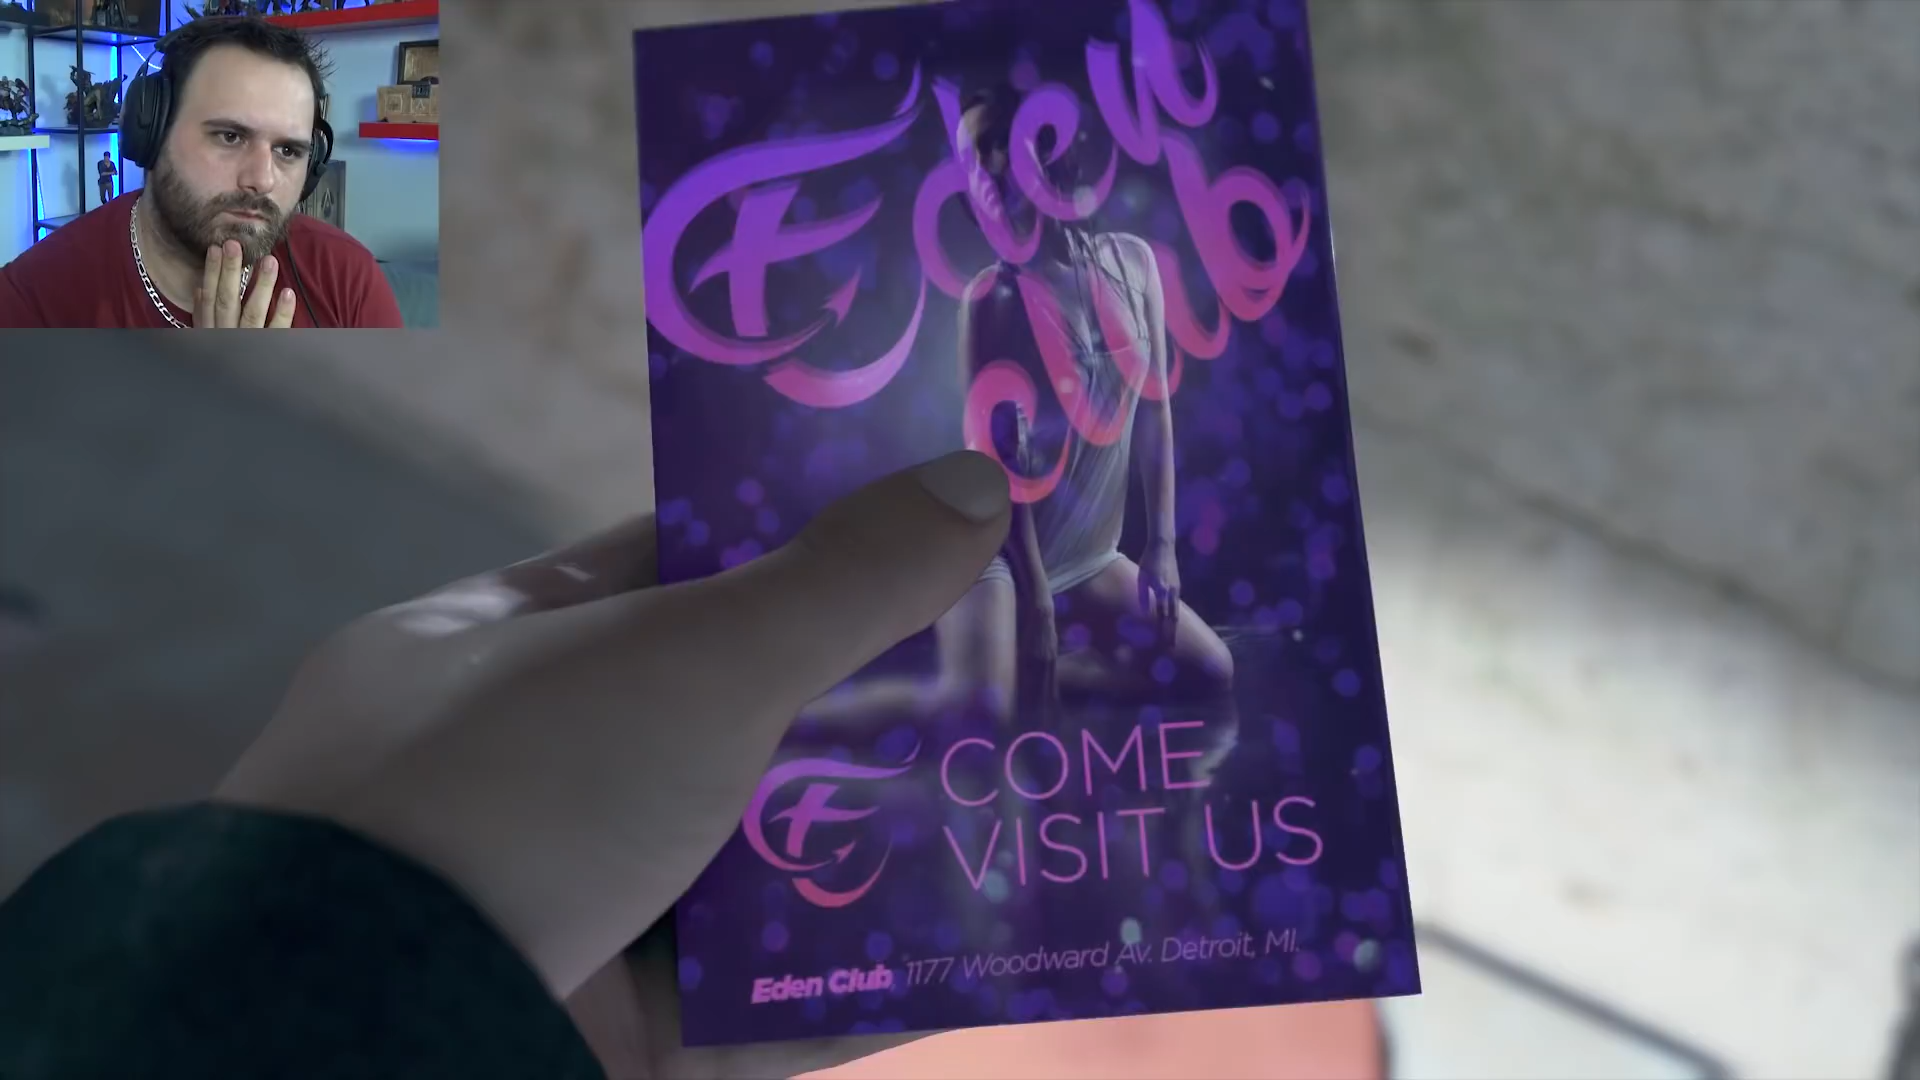 Eden
club
COME
VISIT US
Eden Club, 1177 Woodward Av. Detroit, MI.